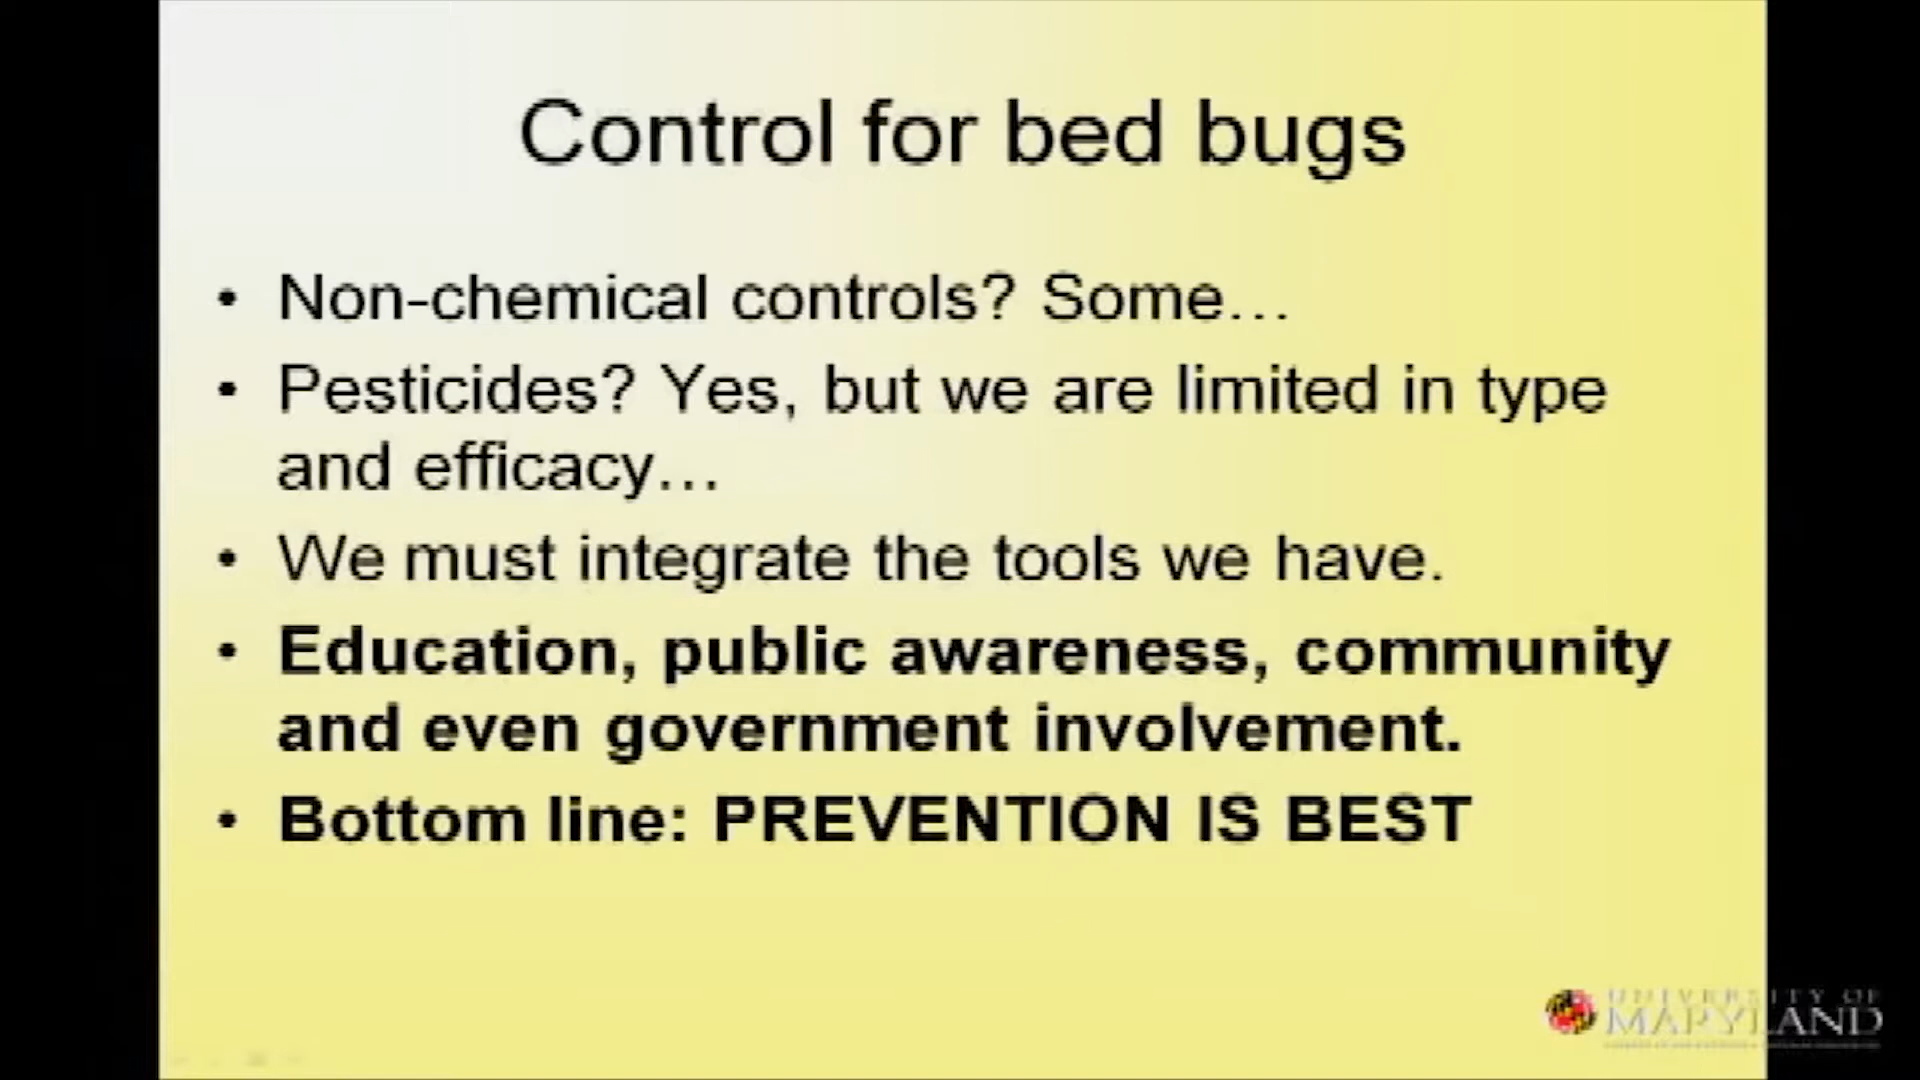 Control for bed bugs
• Non-chemical controls? Some…
• Pesticides? Yes, but we are limited in type
and efficacy…
• We must integrate the tools we have.
• Education, public awareness, community
and even government involvement.
• Bottom line: PREVENTION IS BEST
UNIVERSITY OF
MARYLAND